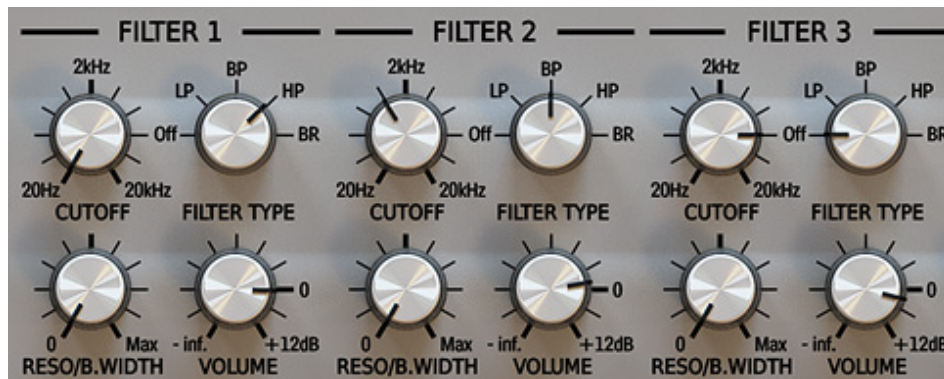 FILTER 1 FILTER 2 FILTER 3
2kHz BP 2kHz BP 2kHz BP
LP HP LP HP LP HP
Off BR Off BR Off BR
20Hz 20kHz 20Hz 20kHz 20Hz 20kHz
CUTOFF FILTER TYPE CUTOFF FILTER TYPE CUTOFF FILTER TYPE
0 0 0
0 Max - inf. +12dB 0 Max - inf. +12dB 0 Max - inf. +12dB
RESO/B.WIDTH VOLUME RESO/B.WIDTH VOLUME RESO/B.WIDTH VOLUME